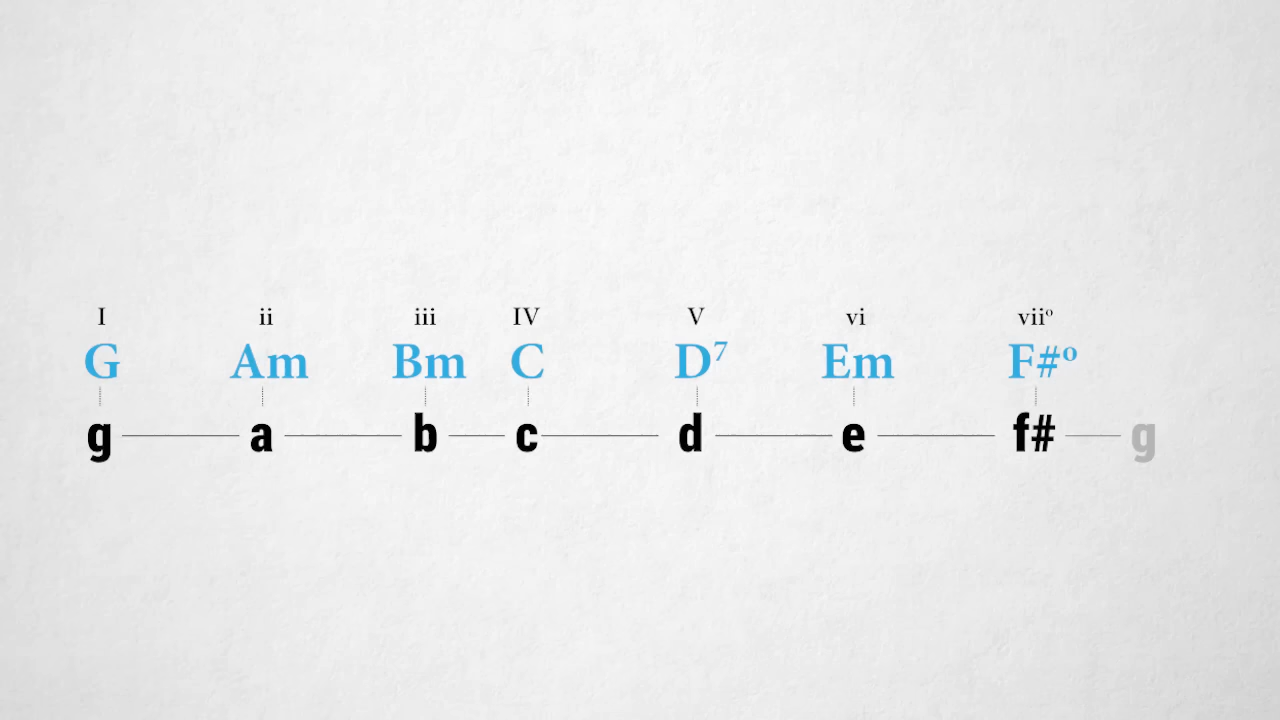 I ii iii IV V vi viiº
G Am Bm C D⁷ Em F#º
g a b c d e f# g